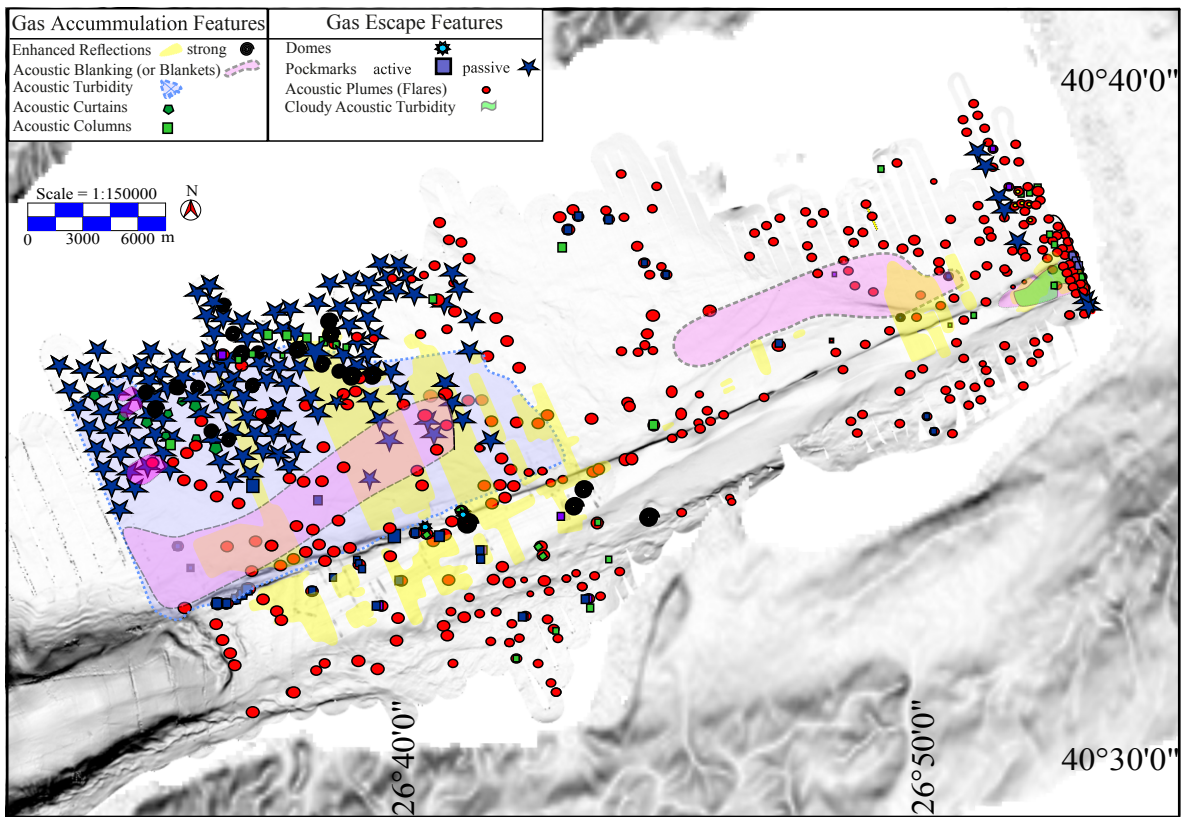 Gas Accumulation Features
Enhanced Reflections strong
Acoustic Blanking (or Blankets)
Acoustic Turbidity
Acoustic Curtains
Acoustic Columns
Gas Escape Features
Domes
Pockmarks active passive
Acoustic Plumes (Flares)
Cloudy Acoustic Turbidity
40°40'0"
Scale = 1:150000
N
0 3000 6000 m
26°40'0"
26°50'0"
40°30'0"